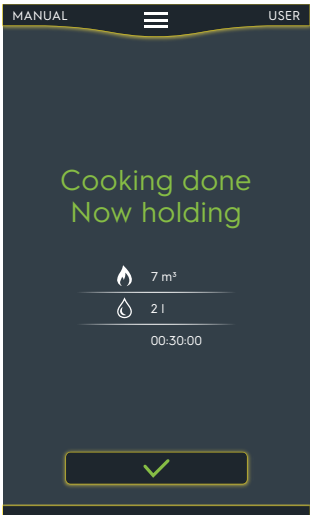 MANUAL
USER
Cooking done
Now holding
7 m³
2 l
00:30:00